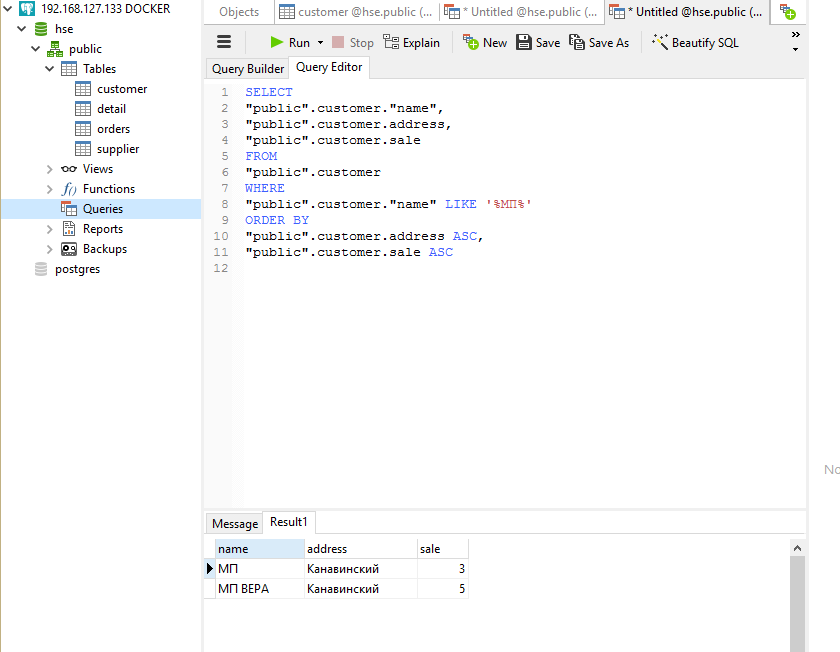 192.168.127.133 DOCKER
hse
public
Tables
customer
detail
orders
supplier
Views
f() Functions
Queries
Reports
Backups
postgres
Objects
customer @hse.public (...
* Untitled @hse.public (...
* Untitled @hse.public (...
Run
Stop
Explain
New
Save
Save As
Beautify SQL
»
Query Builder
Query Editor
1 SELECT
2 "public".customer."name",
3 "public".customer.address,
4 "public".customer.sale
5 FROM
6 "public".customer
7 WHERE
8 "public".customer."name" LIKE '%МП%'
9 ORDER BY
10 "public".customer.address ASC,
11 "public".customer.sale ASC
12
No
Message
Result1
name address sale
МП Канавинский 3
МП ВЕРА Канавинский 5